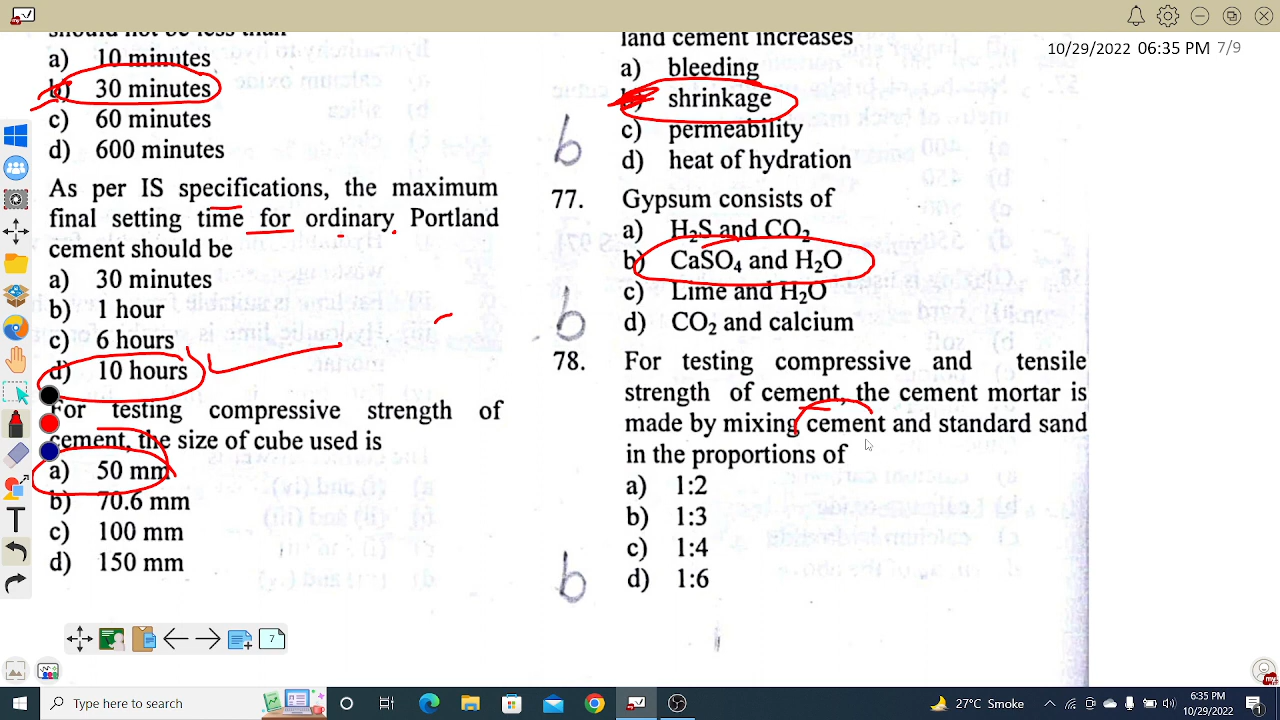 10/29/2022 06:35 PM 7/9
should not be less than
a) 10 minutes
b) 30 minutes
c) 60 minutes
d) 600 minutes
As per IS specifications, the maximum
final setting time for ordinary Portland
cement should be
a) 30 minutes
b) 1 hour
c) 6 hours
d) 10 hours
For testing compressive strength of
cement, the size of cube used is
a) 50 mm
b) 70.6 mm
c) 100 mm
d) 150 mm
land cement increases
a) bleeding
shrinkage
c) permeability
d) heat of hydration
b
77. Gypsum consists of
a) H₂S and CO₂
b) CaSO₄ and H₂O
c) Lime and H₂O
d) CO₂ and calcium
b
78. For testing compressive and tensile
strength of cement, the cement mortar is
made by mixing cement and standard sand
in the proportions of
a) 1:2
b) 1:3
c) 1:4
d) 1:6
b
T
7
Type here to search
27°C Smoke
6:35 PM
10/29/2022